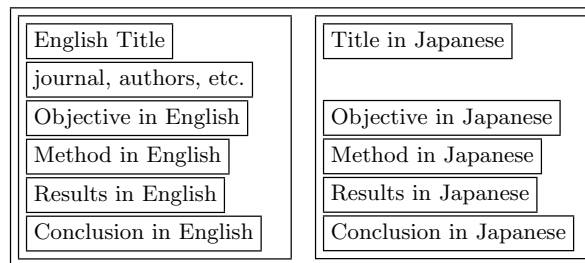 English Title
journal, authors, etc.
Objective in English
Method in English
Results in English
Conclusion in English
Title in Japanese
Objective in Japanese
Method in Japanese
Results in Japanese
Conclusion in Japanese